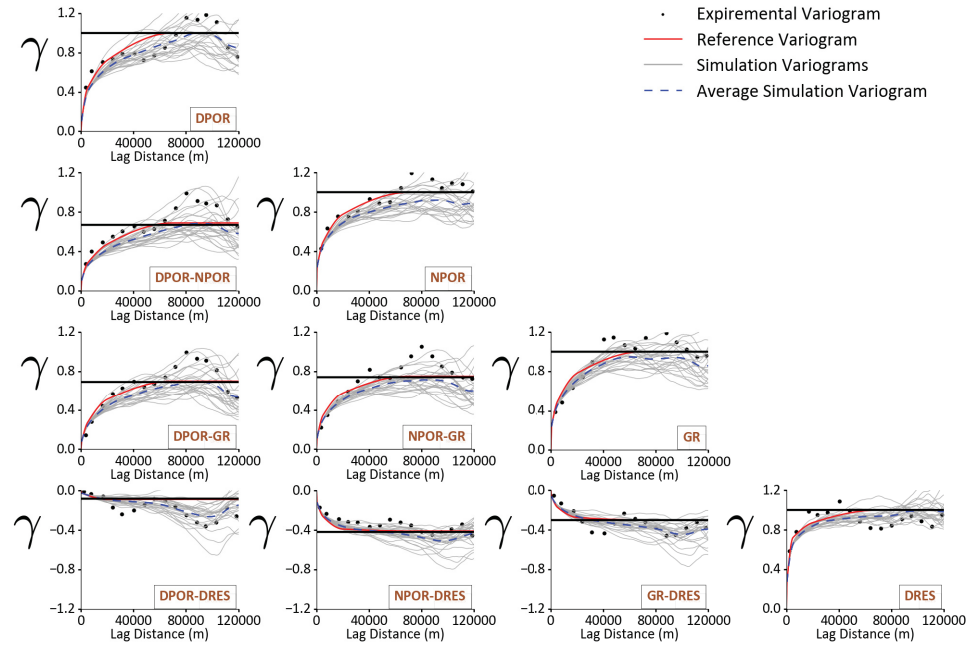 Expiremental Variogram
Reference Variogram
Simulation Variograms
Average Simulation Variogram
1.2
0.8
0.4
0.0
γ
DPOR
0 40000 80000 120000
Lag Distance (m)
1.2
0.8
0.4
0.0
γ
DPOR-NPOR
0 40000 80000 120000
Lag Distance (m)
1.2
0.8
0.4
0.0
γ
NPOR
0 40000 80000 120000
Lag Distance (m)
1.2
0.8
0.4
0.0
γ
DPOR-GR
0 40000 80000 120000
Lag Distance (m)
1.2
0.8
0.4
0.0
γ
NPOR-GR
0 40000 80000 120000
Lag Distance (m)
1.2
0.8
0.4
0.0
γ
GR
0 40000 80000 120000
Lag Distance (m)
0.0
−0.4
−0.8
−1.2
γ
DPOR-DRES
0 40000 80000 120000
Lag Distance (m)
0.0
−0.4
−0.8
−1.2
γ
NPOR-DRES
0 40000 80000 120000
Lag Distance (m)
0.0
−0.4
−0.8
−1.2
γ
GR-DRES
0 40000 80000 120000
Lag Distance (m)
1.2
0.8
0.4
0.0
γ
DRES
0 40000 80000 120000
Lag Distance (m)